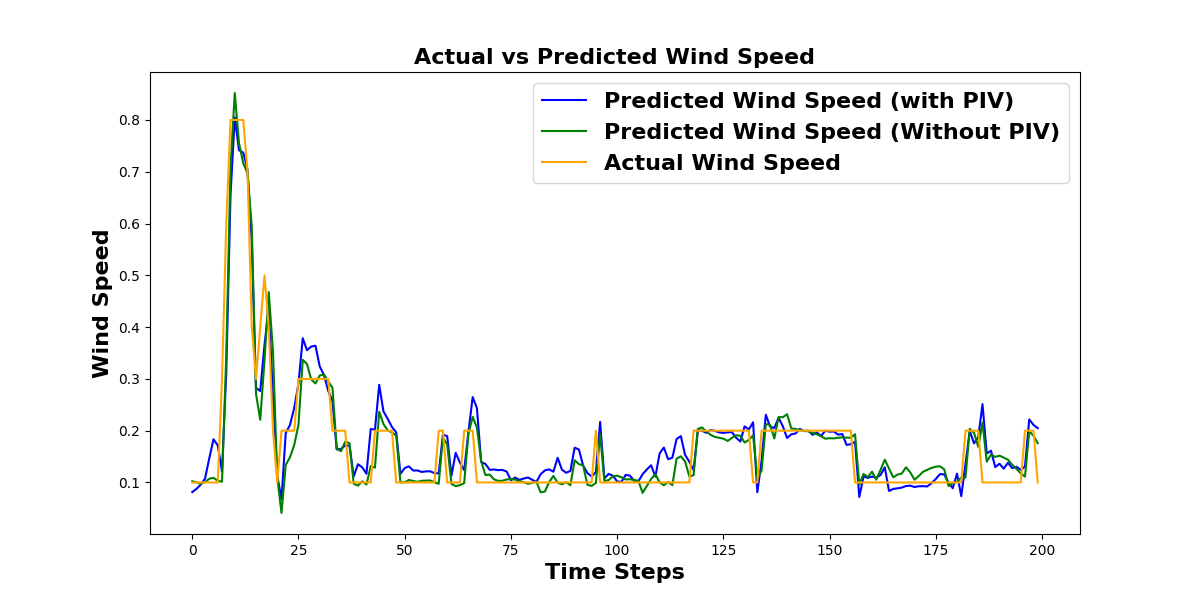 Actual vs Predicted Wind Speed
Predicted Wind Speed (with PIV)
Predicted Wind Speed (Without PIV)
Actual Wind Speed
Wind Speed
0.8
0.7
0.6
0.5
0.4
0.3
0.2
0.1
0 25 50 75 100 125 150 175 200
Time Steps